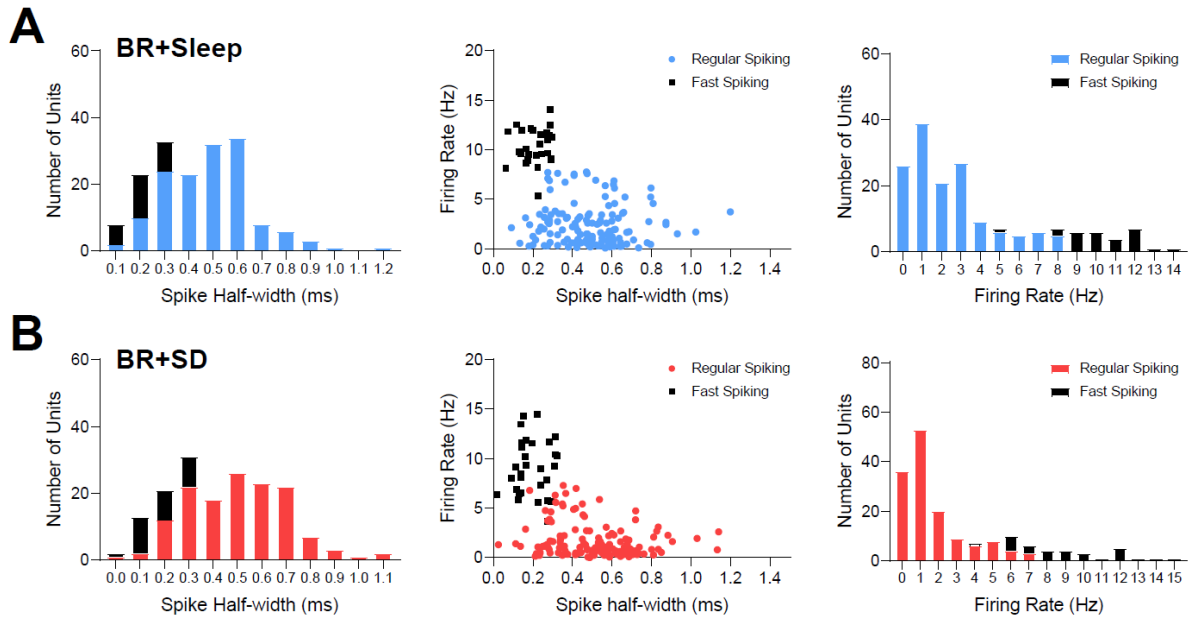 A
BR+Sleep
60
40
20
0
Number of Units
0.1 0.2 0.3 0.4 0.5 0.6 0.7 0.8 0.9 1.0 1.1 1.2
Spike Half-width (ms)
20
15
10
5
0
Firing Rate (Hz)
Regular Spiking
Fast Spiking
0.0 0.2 0.4 0.6 0.8 1.0 1.2 1.4
Spike half-width (ms)
60
40
20
0
Number of Units
Regular Spiking
Fast Spiking
0 1 2 3 4 5 6 7 8 9 10 11 12 13 14
Firing Rate (Hz)
B
BR+SD
60
40
20
0
Number of Units
0.0 0.1 0.2 0.3 0.4 0.5 0.6 0.7 0.8 0.9 1.0 1.1
Spike Half-width (ms)
20
15
10
5
0
Firing Rate (Hz)
Regular Spiking
Fast Spiking
0.0 0.2 0.4 0.6 0.8 1.0 1.2 1.4
Spike half-width (ms)
80
60
40
20
0
Number of Units
Regular Spiking
Fast Spiking
0 1 2 3 4 5 6 7 8 9 10 11 12 13 14 15
Firing Rate (Hz)